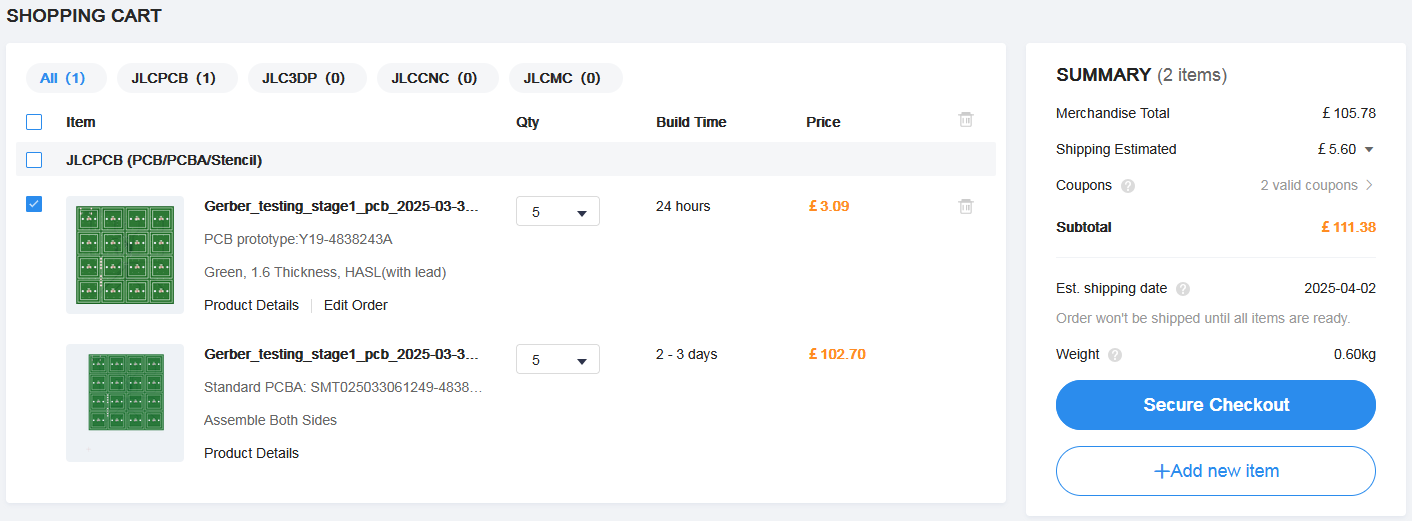 SHOPPING CART
All (1) JLCPCB (1) JLC3DP (0) JLCCNC (0) JLCMC (0)
Item Qty Build Time Price
JLCPCB (PCB/PCBA/Stencil)
Gerber_testing_stage1_pcb_2025-03-3... 5 24 hours £ 3.09
PCB prototype:Y19-4838243A
Green, 1.6 Thickness, HASL(with lead)
Product Details Edit Order
Gerber_testing_stage1_pcb_2025-03-3... 5 2 - 3 days £ 102.70
Standard PCBA: SMT025033061249-4838...
Assemble Both Sides
Product Details
SUMMARY (2 items)
Merchandise Total £ 105.78
Shipping Estimated £ 5.60
Coupons ? 2 valid coupons >
Subtotal £ 111.38
Est. shipping date ? 2025-04-02
Order won't be shipped until all items are ready.
Weight ? 0.60kg
Secure Checkout
+Add new item